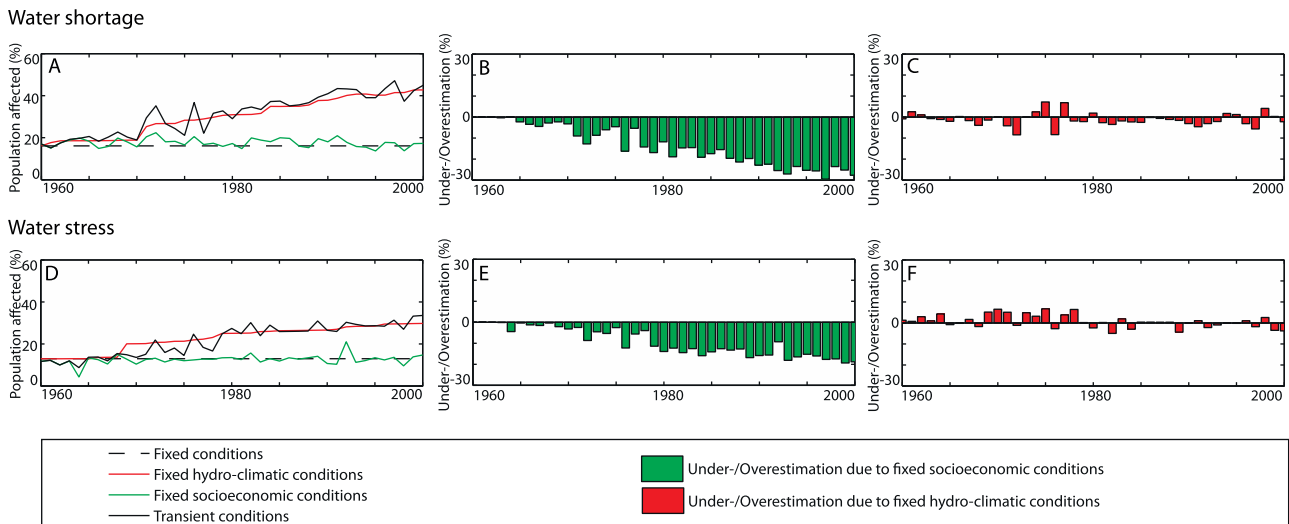 Water shortage
Population affected (%)
60
40
20
0
A
1960
1980
2000
Under-/Overestimation (%)
30
0
-30
B
1960
1980
2000
Under-/Overestimation (%)
30
0
-30
C
1960
1980
2000
Water stress
Population affected (%)
60
40
20
0
D
1960
1980
2000
Under-/Overestimation (%)
30
0
-30
E
1960
1980
2000
Under-/Overestimation (%)
30
0
-30
F
1960
1980
2000
Fixed conditions
Fixed hydro-climatic conditions
Fixed socioeconomic conditions
Transient conditions
Under-/Overestimation due to fixed socioeconomic conditions
Under-/Overestimation due to fixed hydro-climatic conditions